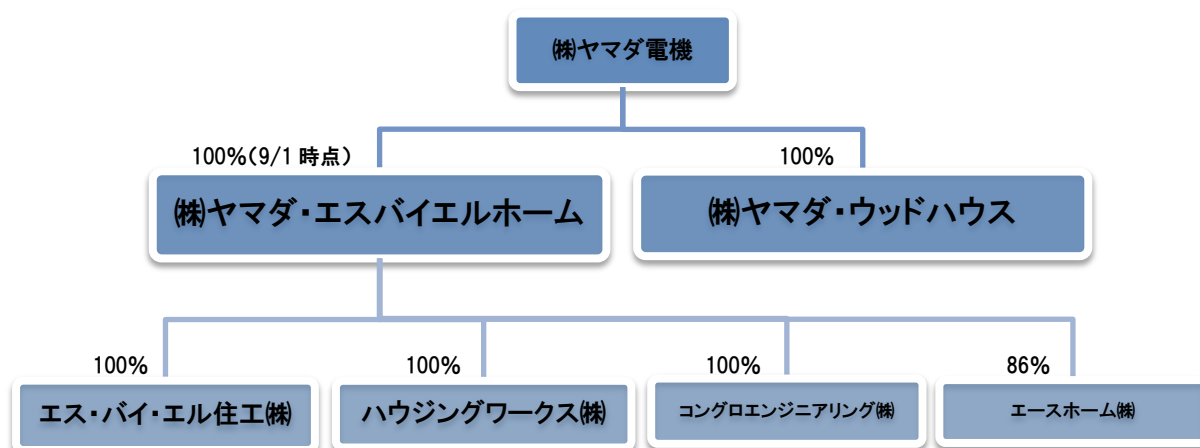 ㈱ヤマダ電機
100%(9/1 時点)
100%
㈱ヤマダ・エスバイエルホーム
㈱ヤマダ・ウッドハウス
100%
100%
100%
86%
エス・バイ・エル住工㈱
ハウジングワークス㈱
コングロエンジニアリング㈱
エースホーム㈱